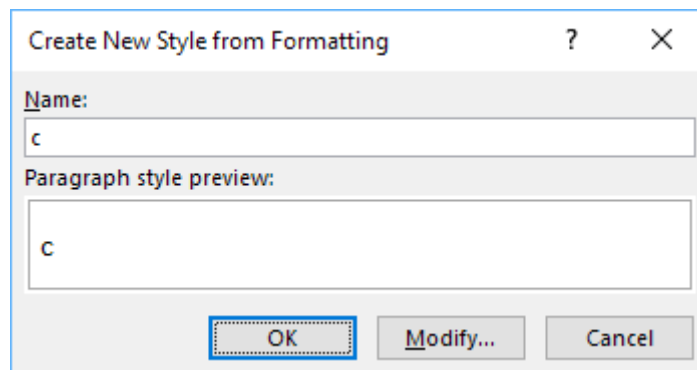 Create New Style from Formatting ? ×
Name:
c
Paragraph style preview:
c
OK Modify... Cancel